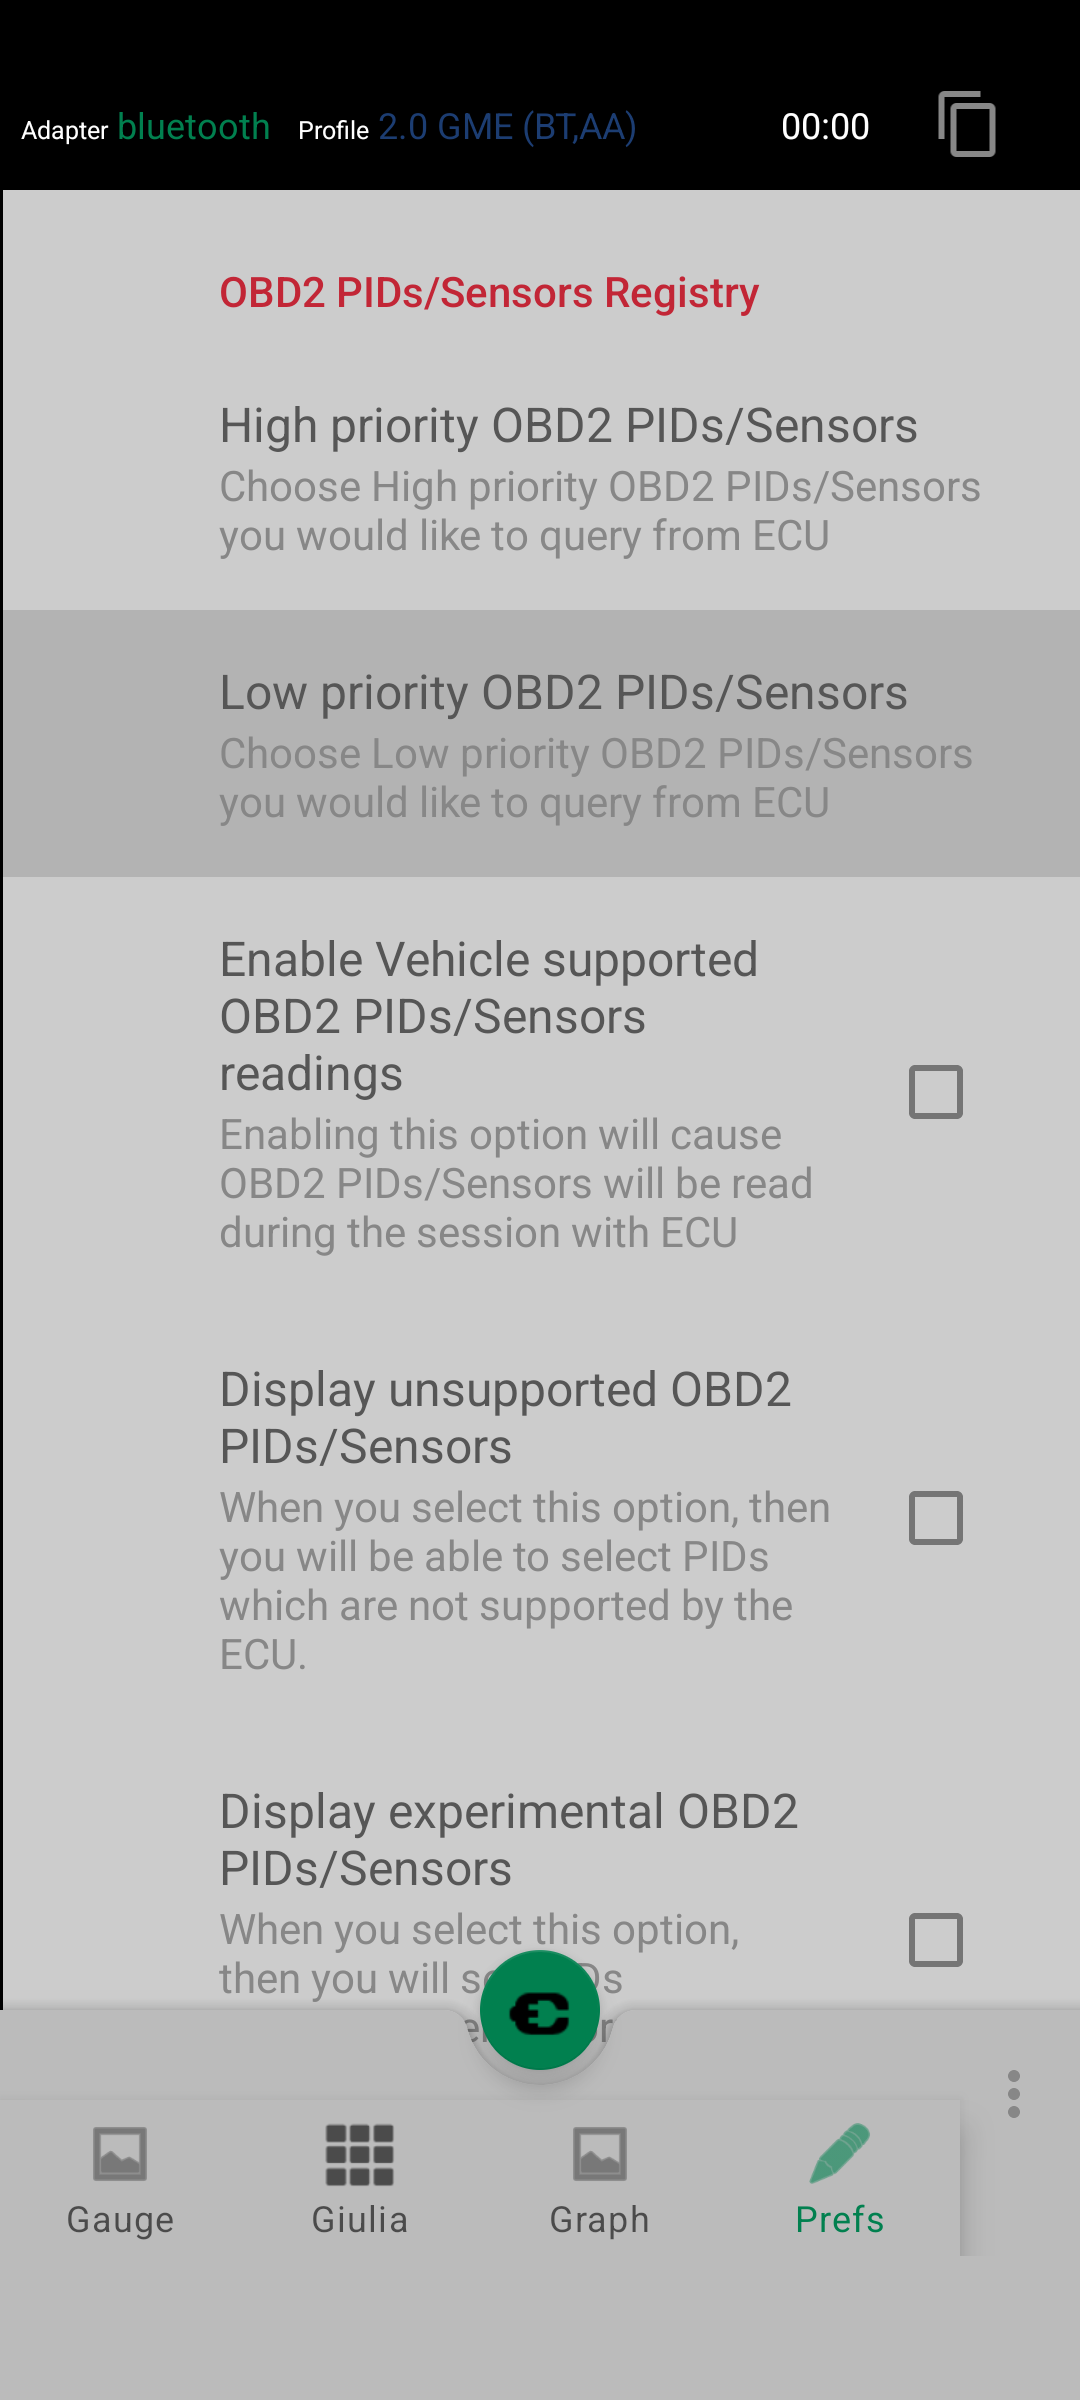 Adapter bluetooth Profile 2.0 GME (BT,AA) 00:00
OBD2 PIDs/Sensors Registry
High priority OBD2 PIDs/Sensors
Choose High priority OBD2 PIDs/Sensors
you would like to query from ECU
Low priority OBD2 PIDs/Sensors
Choose Low priority OBD2 PIDs/Sensors
you would like to query from ECU
Enable Vehicle supported
OBD2 PIDs/Sensors
readings
Enabling this option will cause
OBD2 PIDs/Sensors will be read
during the session with ECU
Display unsupported OBD2
PIDs/Sensors
When you select this option, then
you will be able to select PIDs
which are not supported by the
ECU.
Display experimental OBD2
PIDs/Sensors
When you select this option,
then you will
Gauge Giulia Graph Prefs